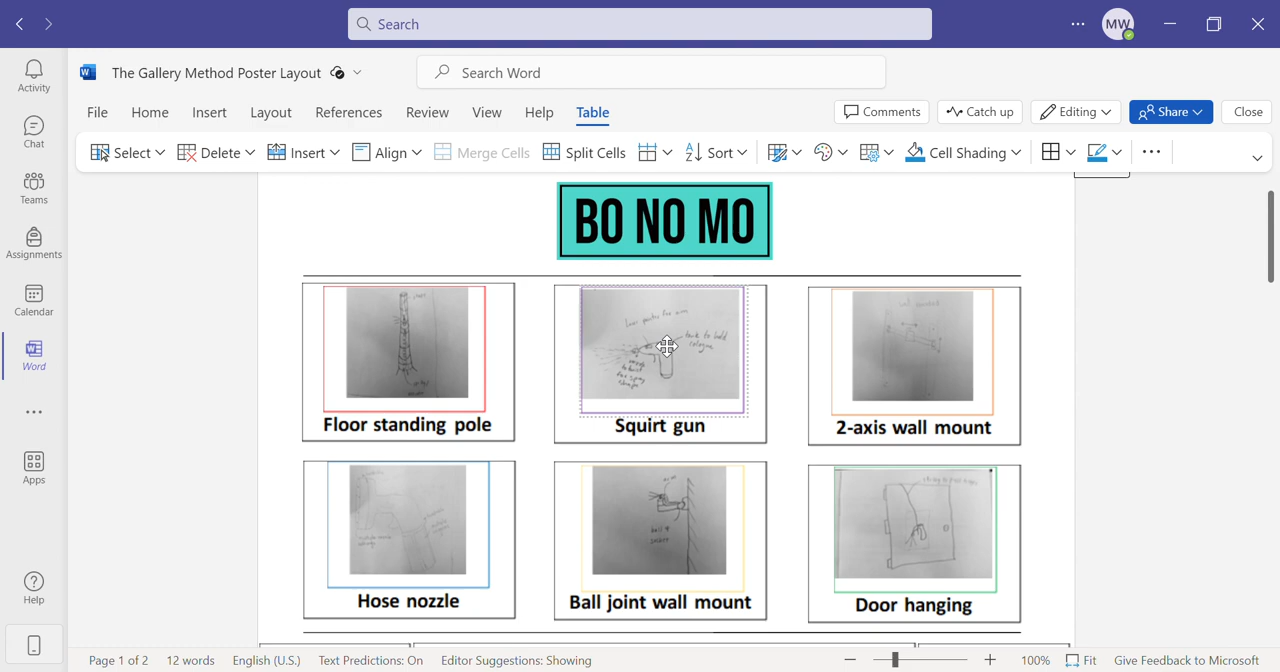 Search
MW
Activity
The Gallery Method Poster Layout
Search Word
Chat
File Home Insert Layout References Review View Help Table
Comments Catch up Editing Share Close
Select Delete Insert Align Merge Cells Split Cells Sort Cell Shading
Teams
Assignments
Calendar
Word
Apps
Help
BO NO MO
Floor standing pole
tank to hold
cologne
Squirt gun
2-axis wall mount
Hose nozzle
Ball joint wall mount
Door hanging
Page 1 of 2 12 words English (U.S.) Text Predictions: On Editor Suggestions: Showing 100% Fit Give Feedback to Microsoft